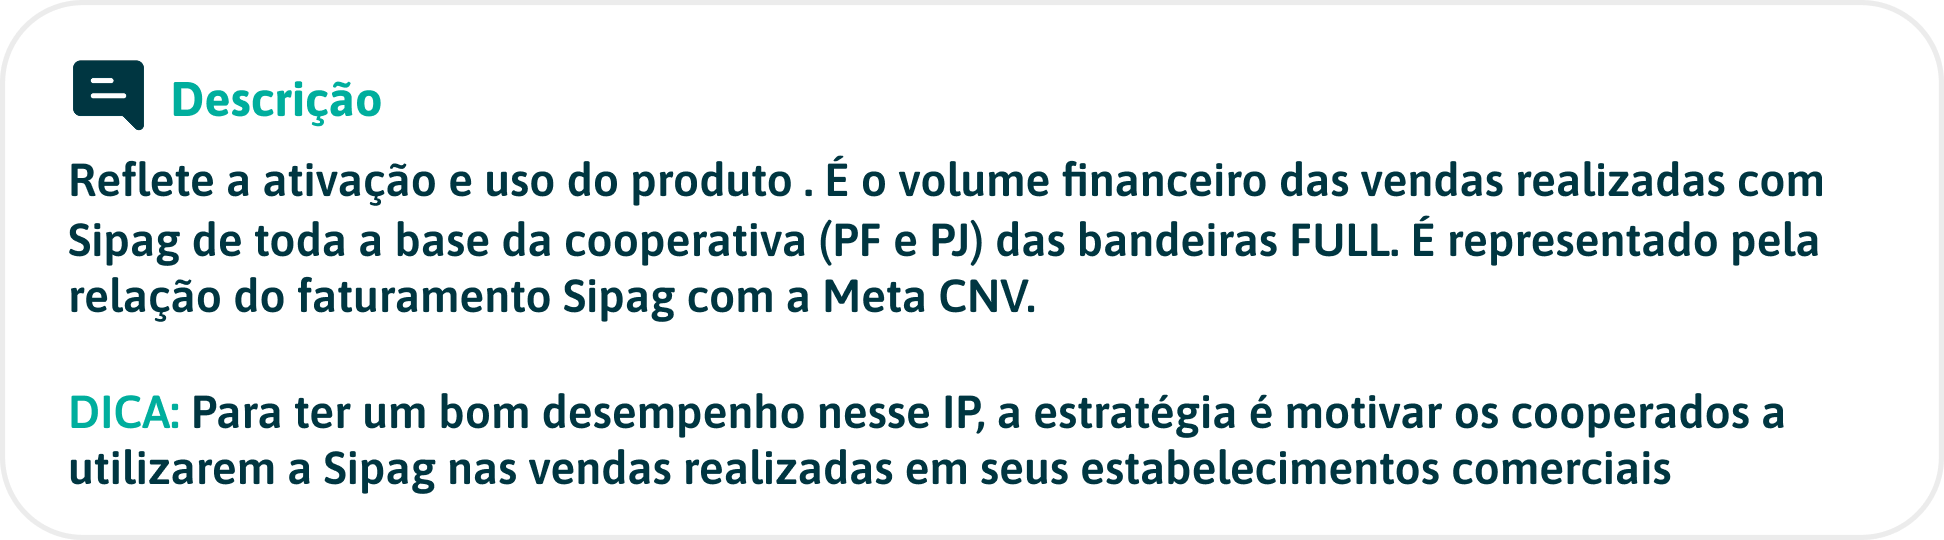 Descrição
Reflete a ativação e uso do produto . É o volume financeiro das vendas realizadas com
Sipag de toda a base da cooperativa (PF e PJ) das bandeiras FULL. É representado pela
relação do faturamento Sipag com a Meta CNV.
DICA: Para ter um bom desempenho nesse IP, a estratégia é motivar os cooperados a
utilizarem a Sipag nas vendas realizadas em seus estabelecimentos comerciais